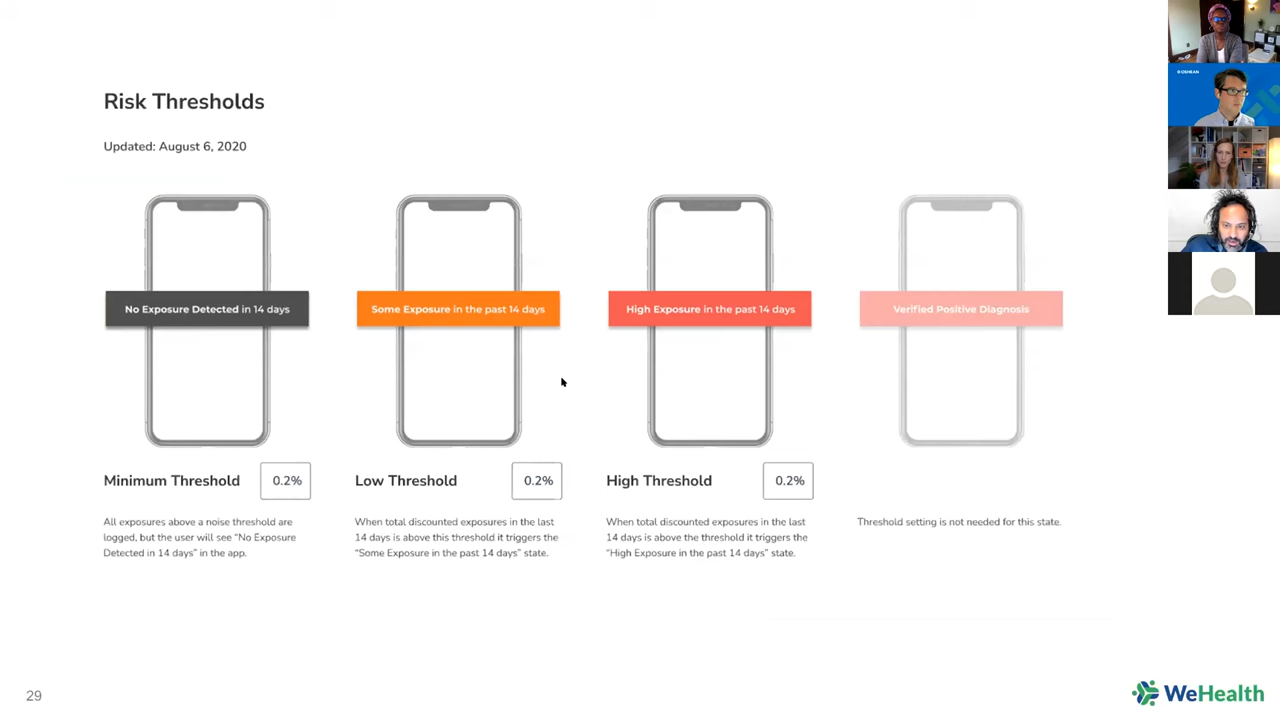 Risk Thresholds
Updated: August 6, 2020
No Exposure Detected in 14 days
Some Exposure in the past 14 days
High Exposure in the past 14 days
Verified Positive Diagnosis
Minimum Threshold 0.2%
Low Threshold 0.2%
High Threshold 0.2%
All exposures above a noise threshold are
logged, but the user will see “No Exposure
Detected in 14 days” in the app.
When total discounted exposures in the last
14 days is above this threshold it triggers the
“Some Exposure in the past 14 days” state.
When total discounted exposures in the last
14 days is above the threshold it triggers the
“High Exposure in the past 14 days” state.
Threshold setting is not needed for this state.
29
WeHealth